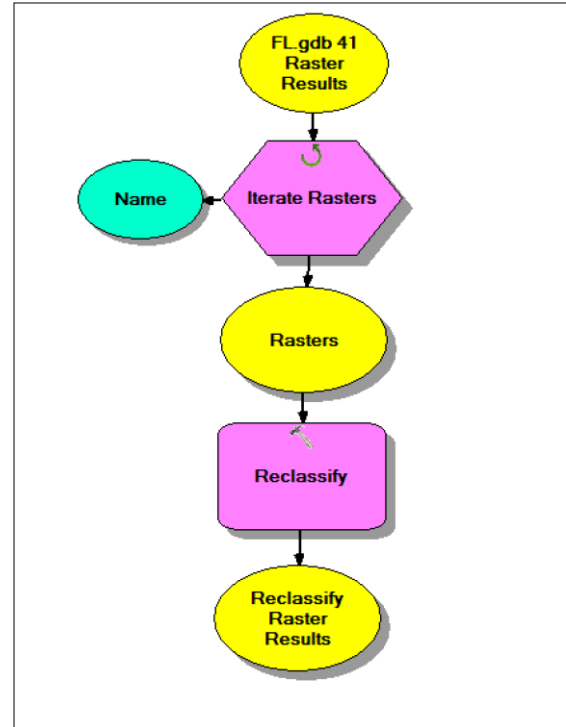 FL.gdb 41
Raster
Results
Name
Iterate Rasters
Rasters
Reclassify
Reclassify
Raster
Results